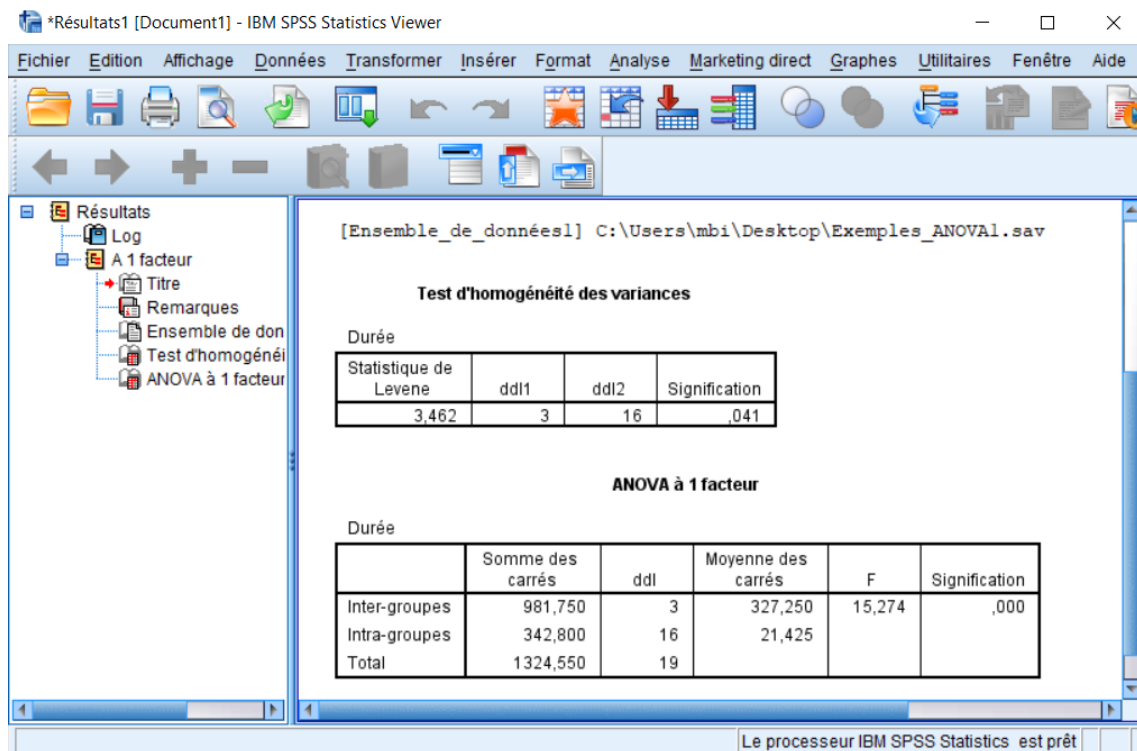 *Résultats1 [Document1] - IBM SPSS Statistics Viewer
Fichier Edition Affichage Données Transformer Insérer Format Analyse Marketing direct Graphes Utilitaires Fenêtre Aide
Résultats
Log
A 1 facteur
Titre
Remarques
Ensemble de don
Test d'homogénéi
ANOVA à 1 facteur
[Ensemble_de_données1] C:\Users\mbi\Desktop\Exemples_ANOVA1.sav
Test d'homogénéité des variances
Durée
Statistique de
Levene ddl1 ddl2 Signification
3,462 3 16 ,041
ANOVA à 1 facteur
Durée
Somme des carrés ddl Moyenne des carrés F Signification
Inter-groupes 981,750 3 327,250 15,274 ,000
Intra-groupes 342,800 16 21,425
Total 1324,550 19
Le processeur IBM SPSS Statistics est prêt